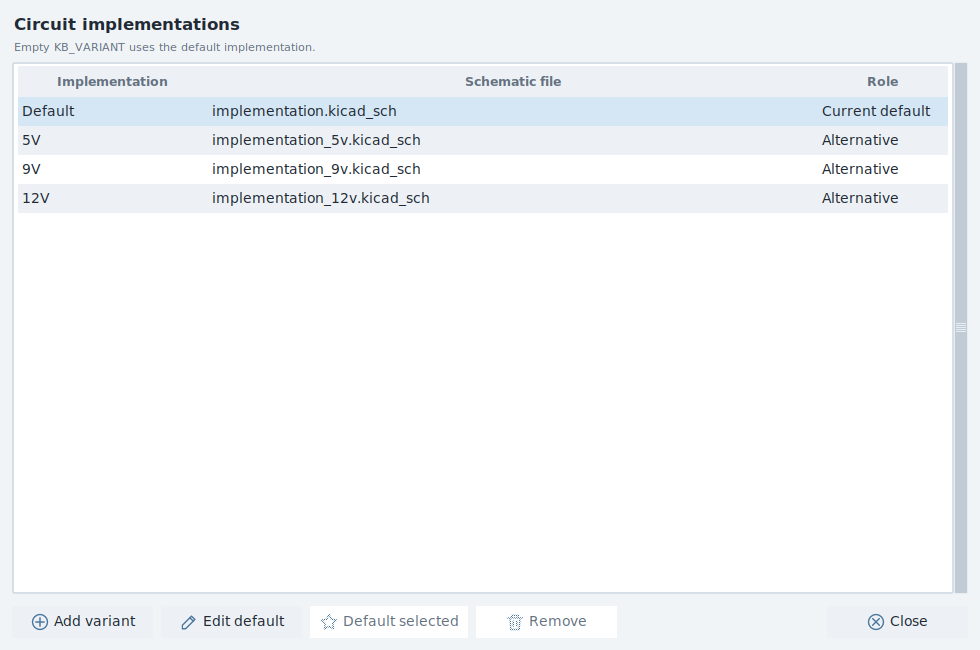 Circuit implementations
Empty KB_VARIANT uses the default implementation.
Implementation Schematic file Role
Default implementation.kicad_sch Current default
5V implementation_5v.kicad_sch Alternative
9V implementation_9v.kicad_sch Alternative
12V implementation_12v.kicad_sch Alternative
Add variant Edit default Default selected Remove Close